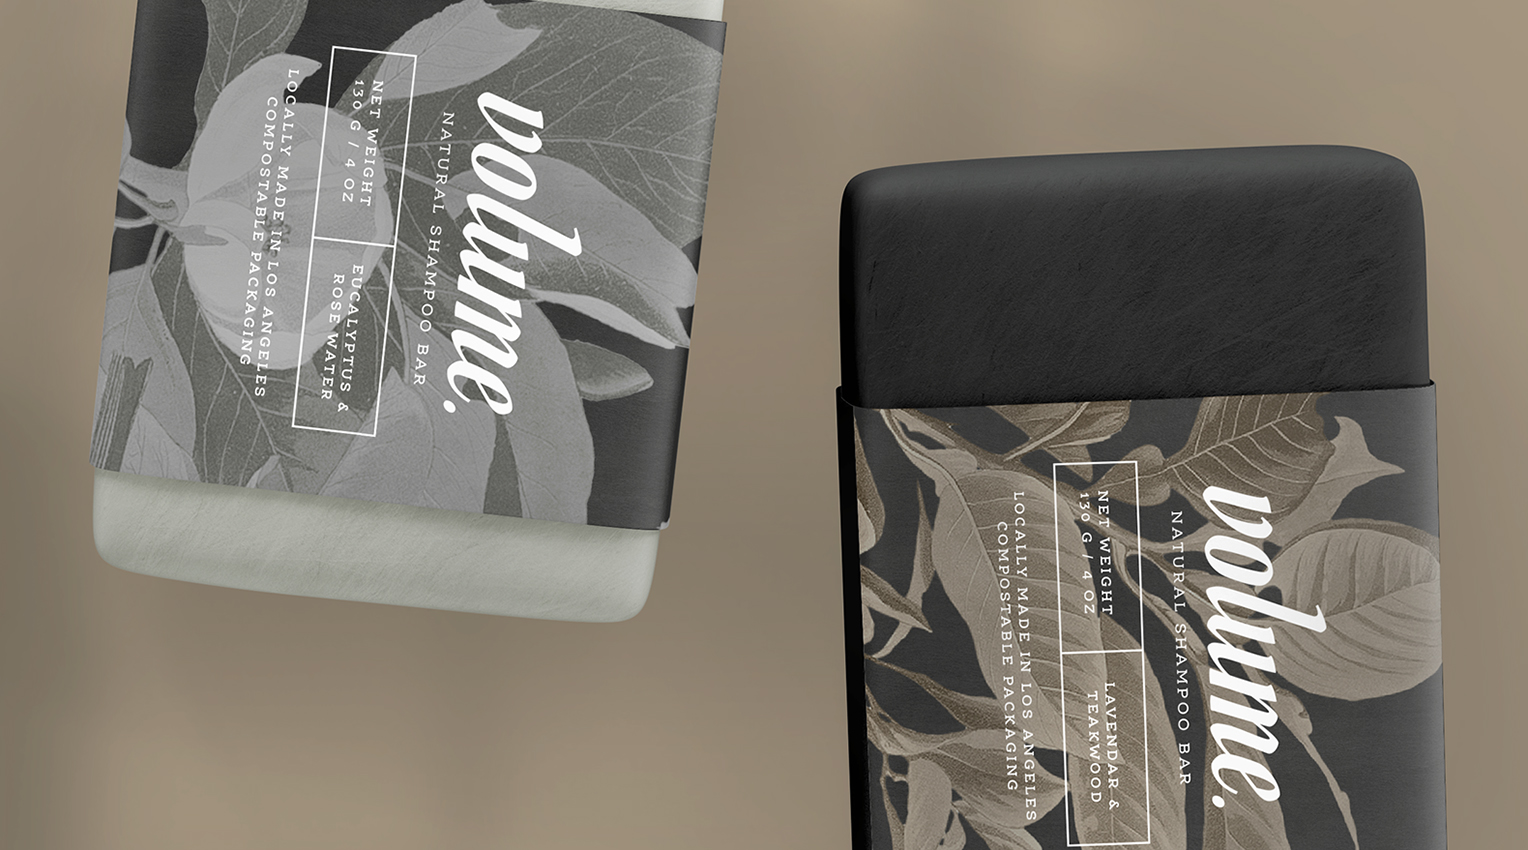 volume.
NATURAL SHAMPOO BAR
NET WEIGHT
130 G / 4 OZ
EUCALYPTUS &
ROSE WATER
LOCALLY MADE IN LOS ANGELES
COMPOSTABLE PACKAGING
volume.
NATURAL SHAMPOO BAR
NET WEIGHT
130 G / 4 OZ
LAVENDAR &
TEAKWOOD
LOCALLY MADE IN LOS ANGELES
COMPOSTABLE PACKAGING